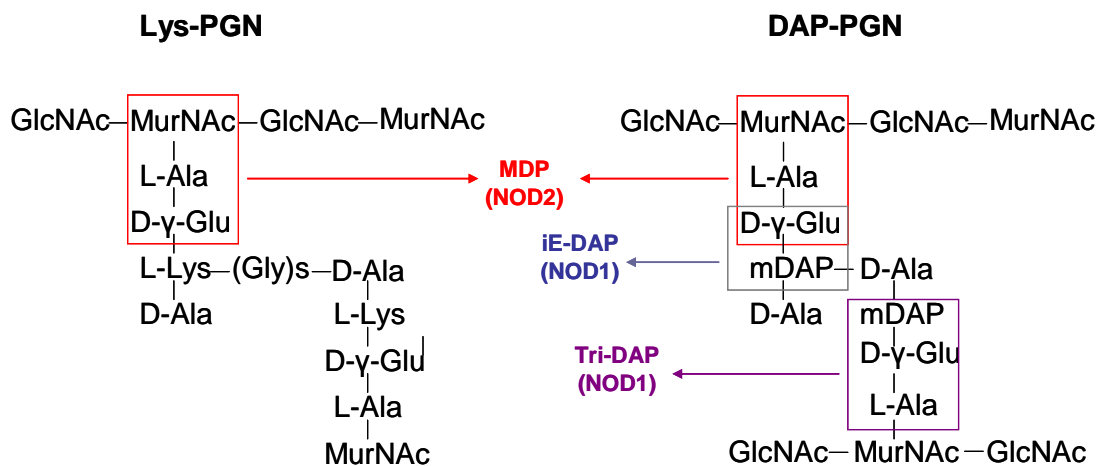 Lys-PGN
DAP-PGN
GlcNAc–MurNAc–GlcNAc–MurNAc
GlcNAc–MurNAc–GlcNAc–MurNAc
L-Ala
MDP
(NOD2)
L-Ala
D-γ-Glu
D-γ-Glu
iE-DAP
(NOD1)
L-Lys–(Gly)s–D-Ala
mDAP–D-Ala
D-Ala
L-Lys
D-Ala
mDAP
D-γ-Glu
Tri-DAP
(NOD1)
D-γ-Glu
L-Ala
L-Ala
MurNAc
GlcNAc–MurNAc–GlcNAc